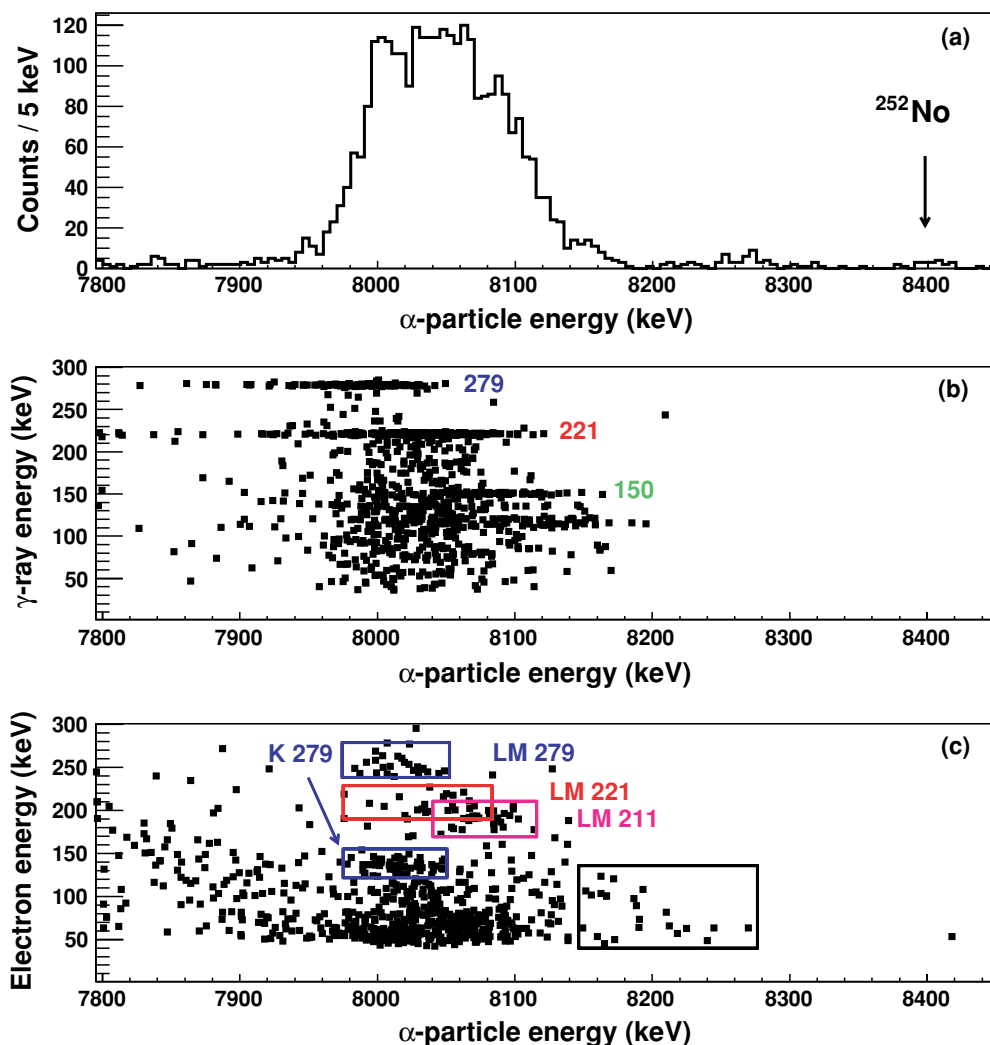 (a)
Counts / 5 keV
120
100
80
60
40
20
0
²⁵²No
7800 7900 8000 8100 8200 8300 8400
α-particle energy (keV)
(b)
γ-ray energy (keV)
300
250
200
150
100
50
279
221
150
7800 7900 8000 8100 8200 8300 8400
α-particle energy (keV)
(c)
Electron energy (keV)
300
250
200
150
100
50
K 279
LM 279
LM 221
LM 211
7800 7900 8000 8100 8200 8300 8400
α-particle energy (keV)